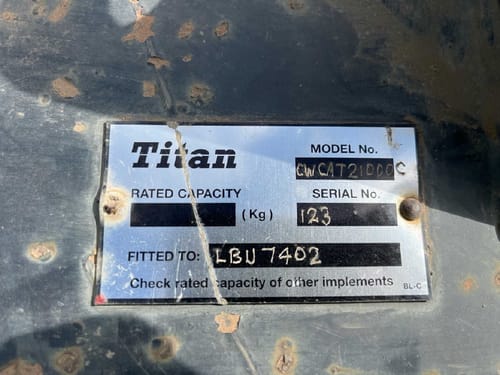 Titan
MODEL No.
CWCAT21000C
RATED CAPACITY
SERIAL No.
(Kg)
123
FITTED TO: LBU7402
Check rated capacity of other implements
BL-C